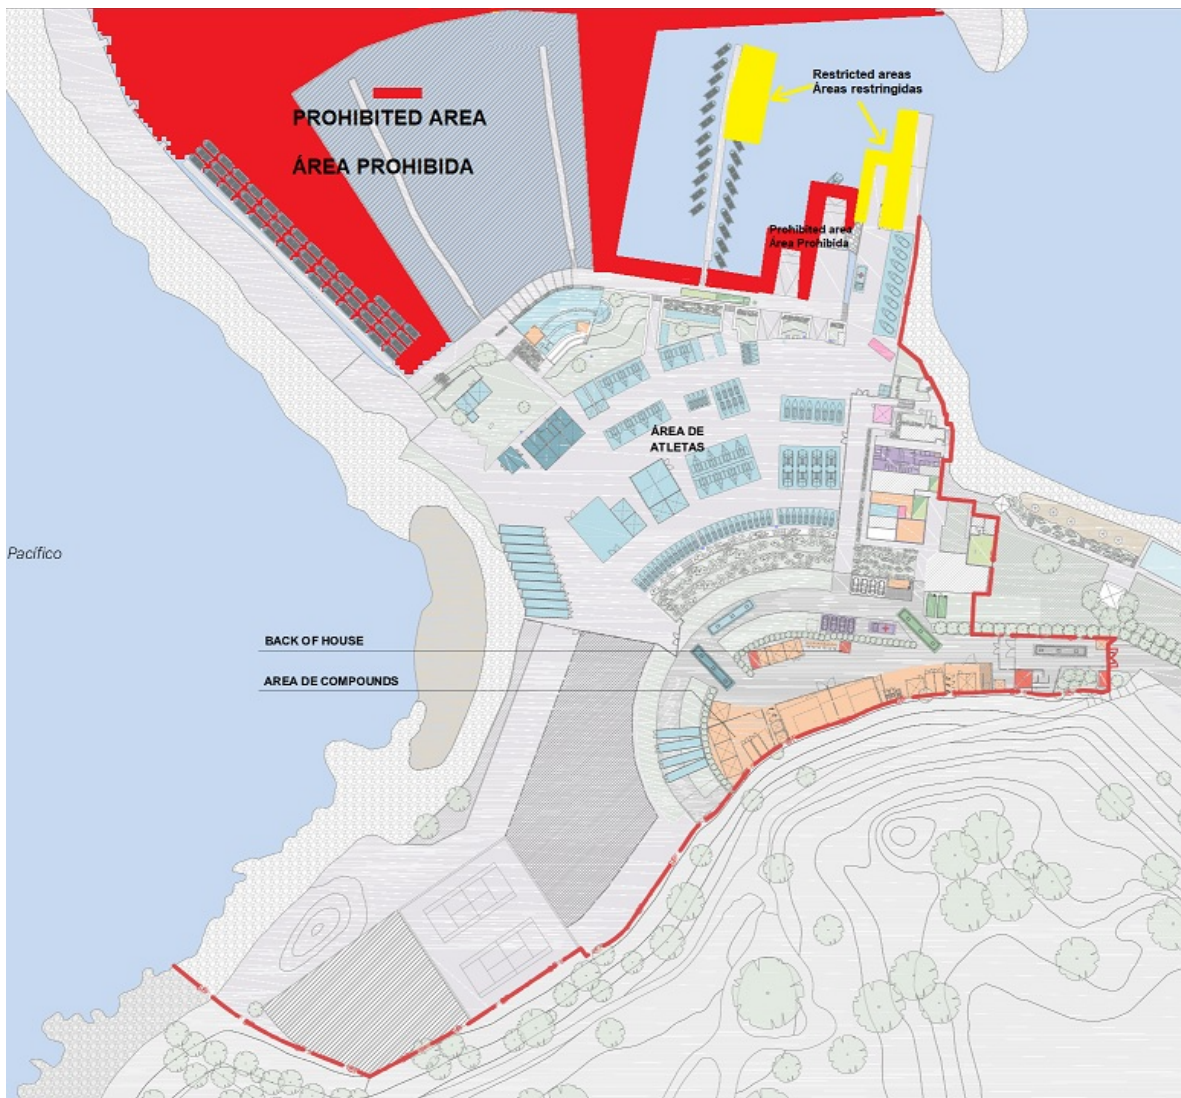 Restricted areas
Áreas restringidas
PROHIBITED AREA
ÁREA PROHIBIDA
Prohibited area
Área Prohibida
ÁREA DE
ATLETAS
Pacífico
BACK OF HOUSE
AREA DE COMPOUNDS